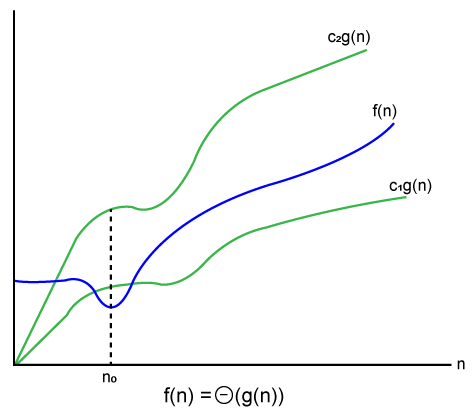 c₂g(n)
f(n)
c₁g(n)
n
n₀
f(n) = Θ(g(n))